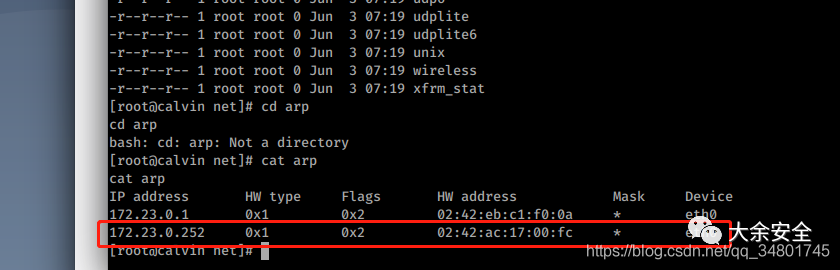 -r--r--r-- 1 root root 0 Jun  3 07:19 udp6
-r--r--r-- 1 root root 0 Jun  3 07:19 udplite
-r--r--r-- 1 root root 0 Jun  3 07:19 udplite6
-r--r--r-- 1 root root 0 Jun  3 07:19 unix
-r--r--r-- 1 root root 0 Jun  3 07:19 wireless
-r--r--r-- 1 root root 0 Jun  3 07:19 xfrm_stat
[root@calvin net]# cd arp
cd arp
bash: cd: arp: Not a directory
[root@calvin net]# cat arp
cat arp
IP address       HW type     Flags       HW address            Mask     Device
172.23.0.1       0x1         0x2         02:42:eb:c1:f0:0a     *        eth0
172.23.0.252     0x1         0x2         02:42:ac:17:00:fc     *
大余安全
[root@calvin net]#
https://blog.csdn.net/qq_34801745